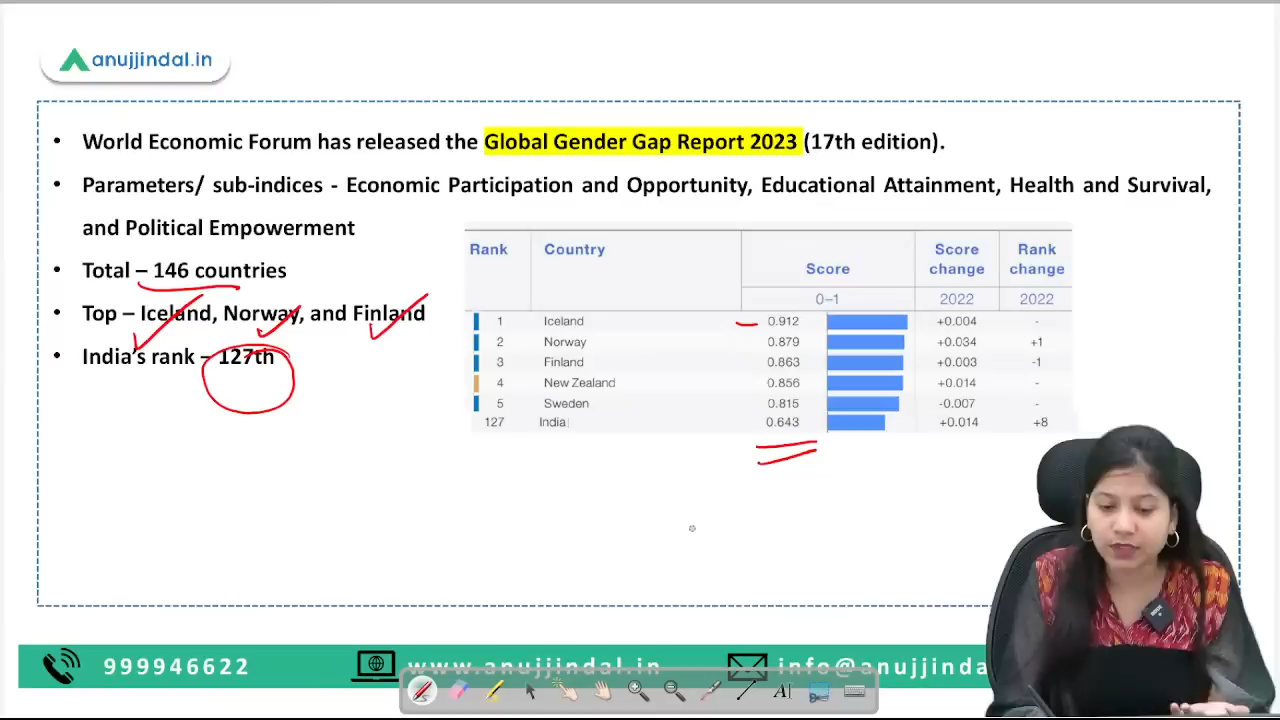 anujjindal.in
• World Economic Forum has released the Global Gender Gap Report 2023 (17th edition).
• Parameters/ sub-indices - Economic Participation and Opportunity, Educational Attainment, Health and Survival,
and Political Empowerment
• Total – 146 countries
• Top – Iceland, Norway, and Finland
• India's rank – 127th
Rank Country Score Score change Rank change
0–1 2022 2022
1 Iceland 0.912 +0.004 -
2 Norway 0.879 +0.034 +1
3 Finland 0.863 +0.003 -1
4 New Zealand 0.856 +0.014 -
5 Sweden 0.815 -0.007 -
127 India 0.643 +0.014 +8
999946622 www.anujjindal.in info@anujjinda
A